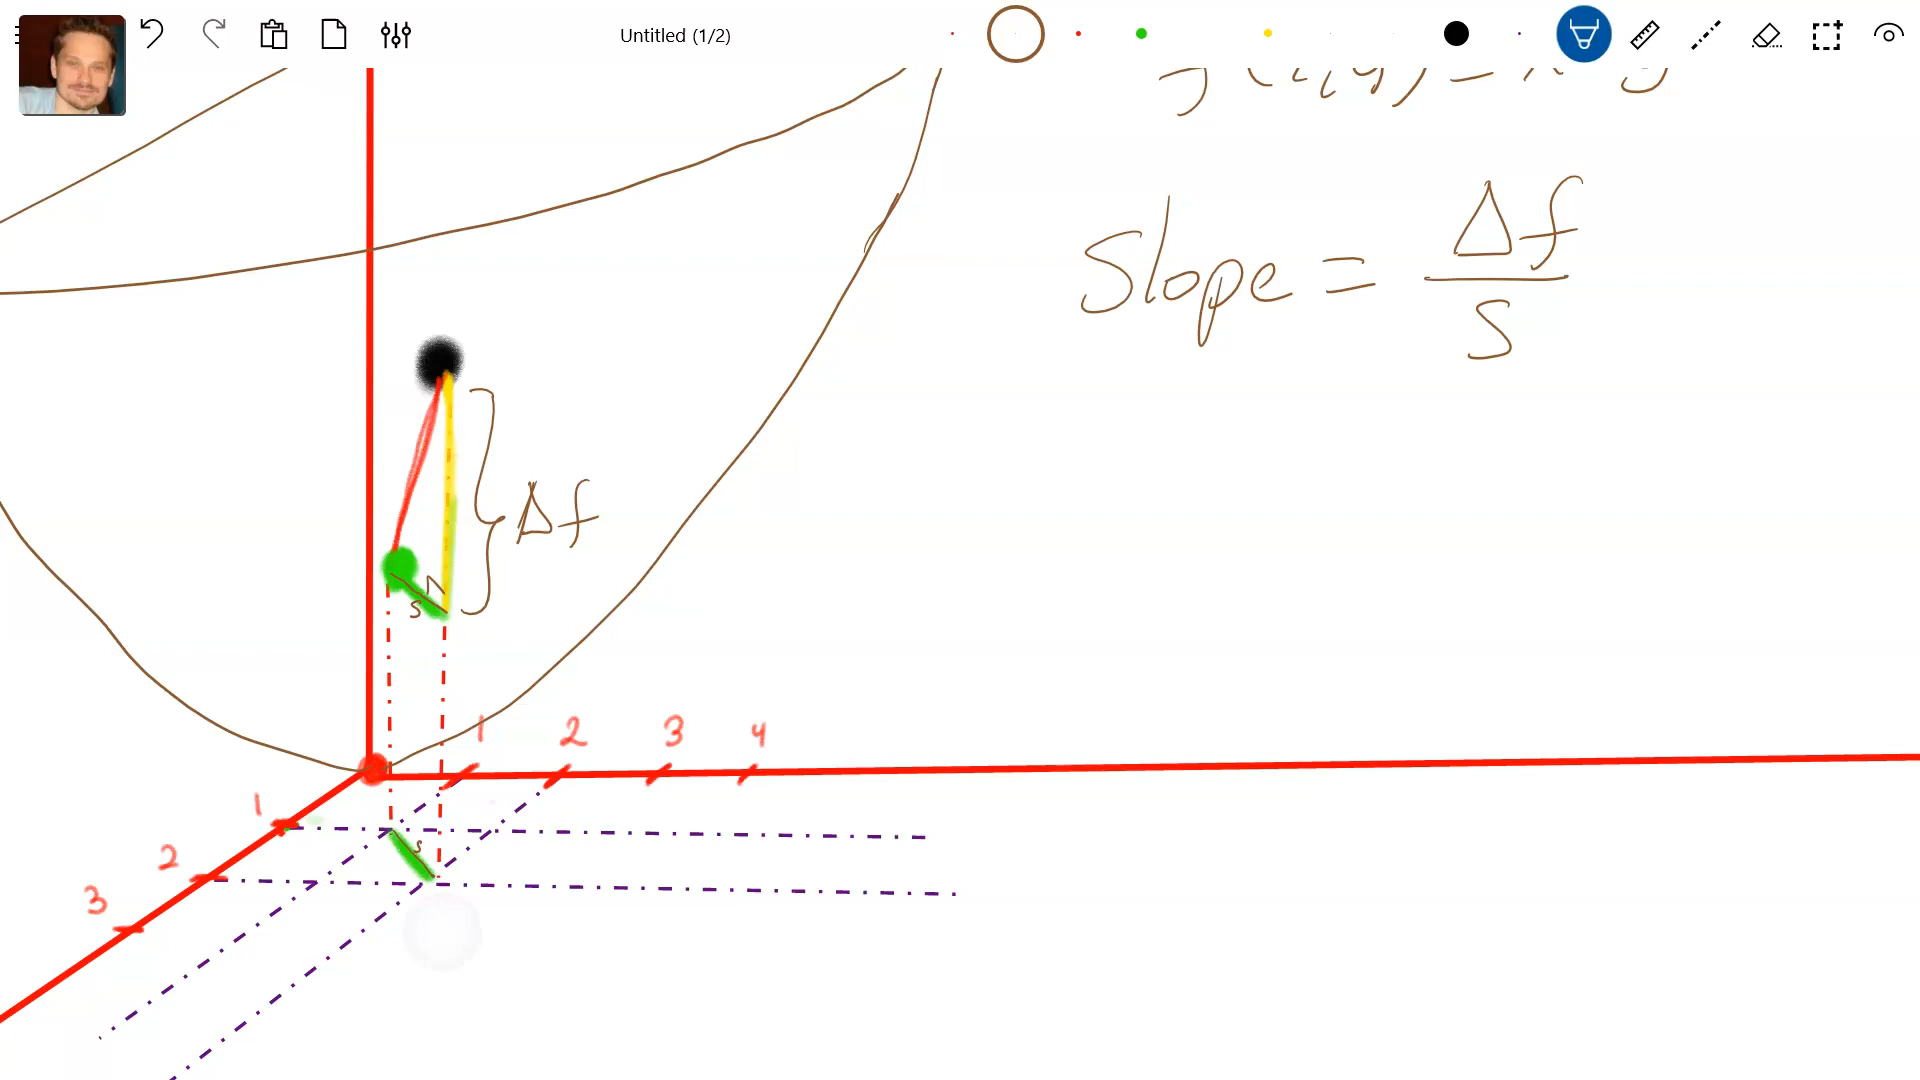 Untitled (1/2)
Slope = Δf
s
Δf
s
1 2 3 4
1
s
2
3